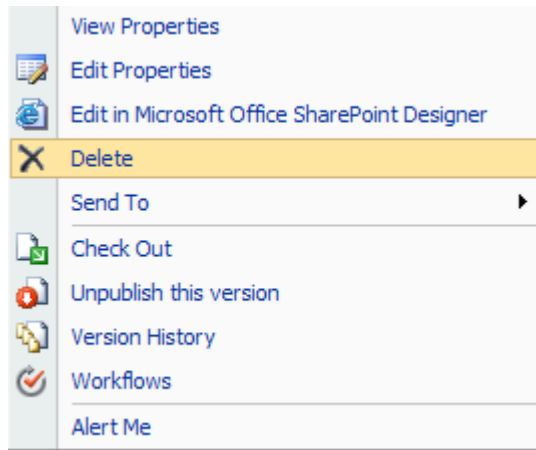 View Properties
Edit Properties
Edit in Microsoft Office SharePoint Designer
Delete
Send To
Check Out
Unpublish this version
Version History
Workflows
Alert Me